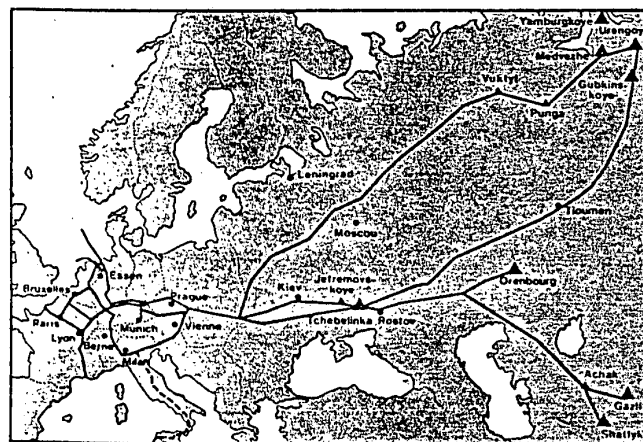 Yamburgkoye
Urengoy
Medvezhe
Vuktyl
Gubkins-
koye
Punga
Leningrad
Tioumen
Moscou
Essen
Bruxelles
Prague
Kiev
Jefremovs-
koye
Orenbourg
Paris
Munich
Vienne
Tchebelinka
Rostov
Lyon
Berne
Milan
Achak
Gazli